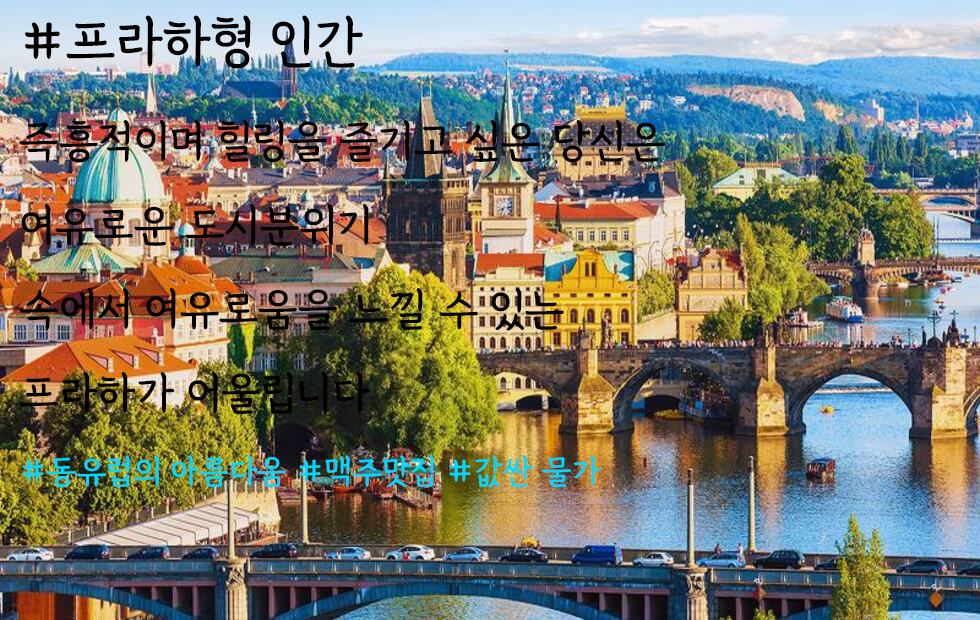 #프라하형 인간
즉흥적이며 힐링을 즐기고 싶은 당신은
여유로운 도시분위기
속에서 여유로움을 느낄 수 있는
프라하가 어울립니다
#동유럽의 아름다움 #맥주맛집 #값싼 물가